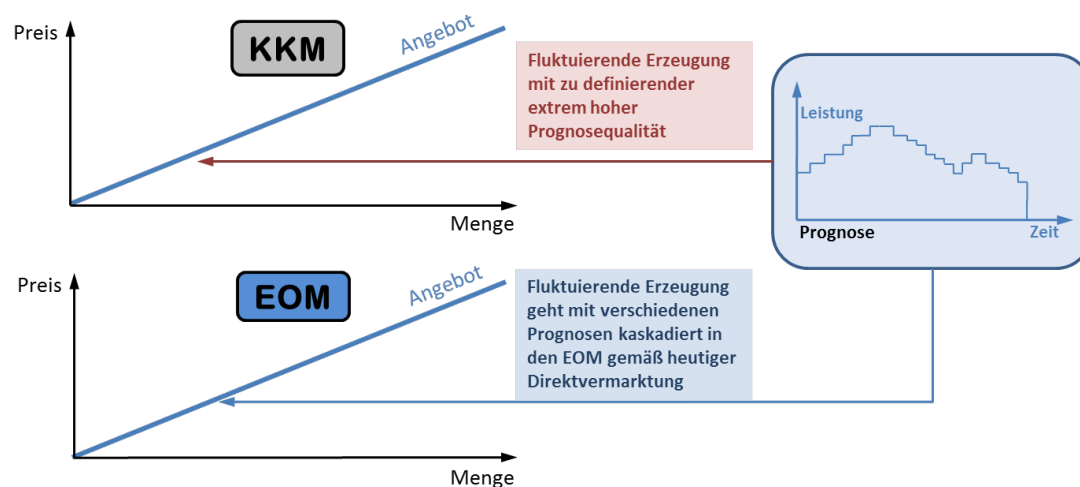 Preis
KKM
Angebot
Fluktuierende Erzeugung
mit zu definierender
extrem hoher
Prognosequalität
Menge
Leistung
Prognose
Zeit
Preis
EOM
Angebot
Fluktuierende Erzeugung
geht mit verschiedenen
Prognosen kaskadiert in
den EOM gemäß heutiger
Direktvermarktung
Menge